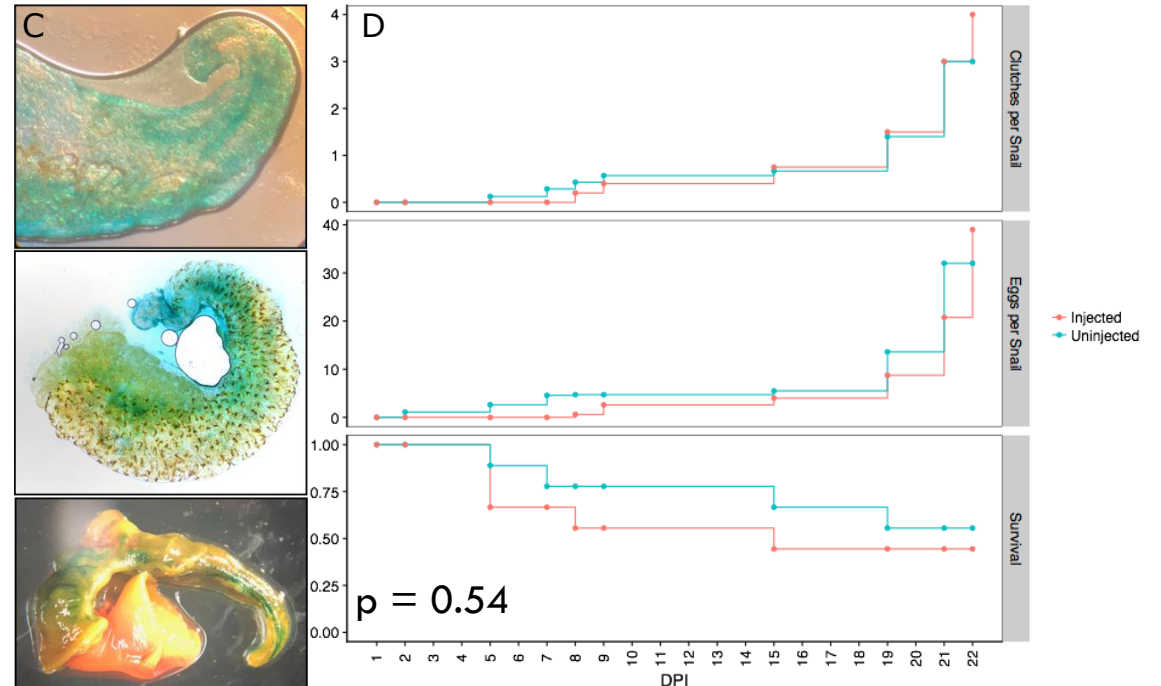 C
D
4
3
2
1
0
Clutches per Snail
40
30
20
10
0
Eggs per Snail
1.00
0.75
0.50
0.25
0.00
Survival
p = 0.54
1 2 3 4 5 6 7 8 9 10 11 12 13 14 15 16 17 18 19 20 21 22
DPI
Injected
Uninjected